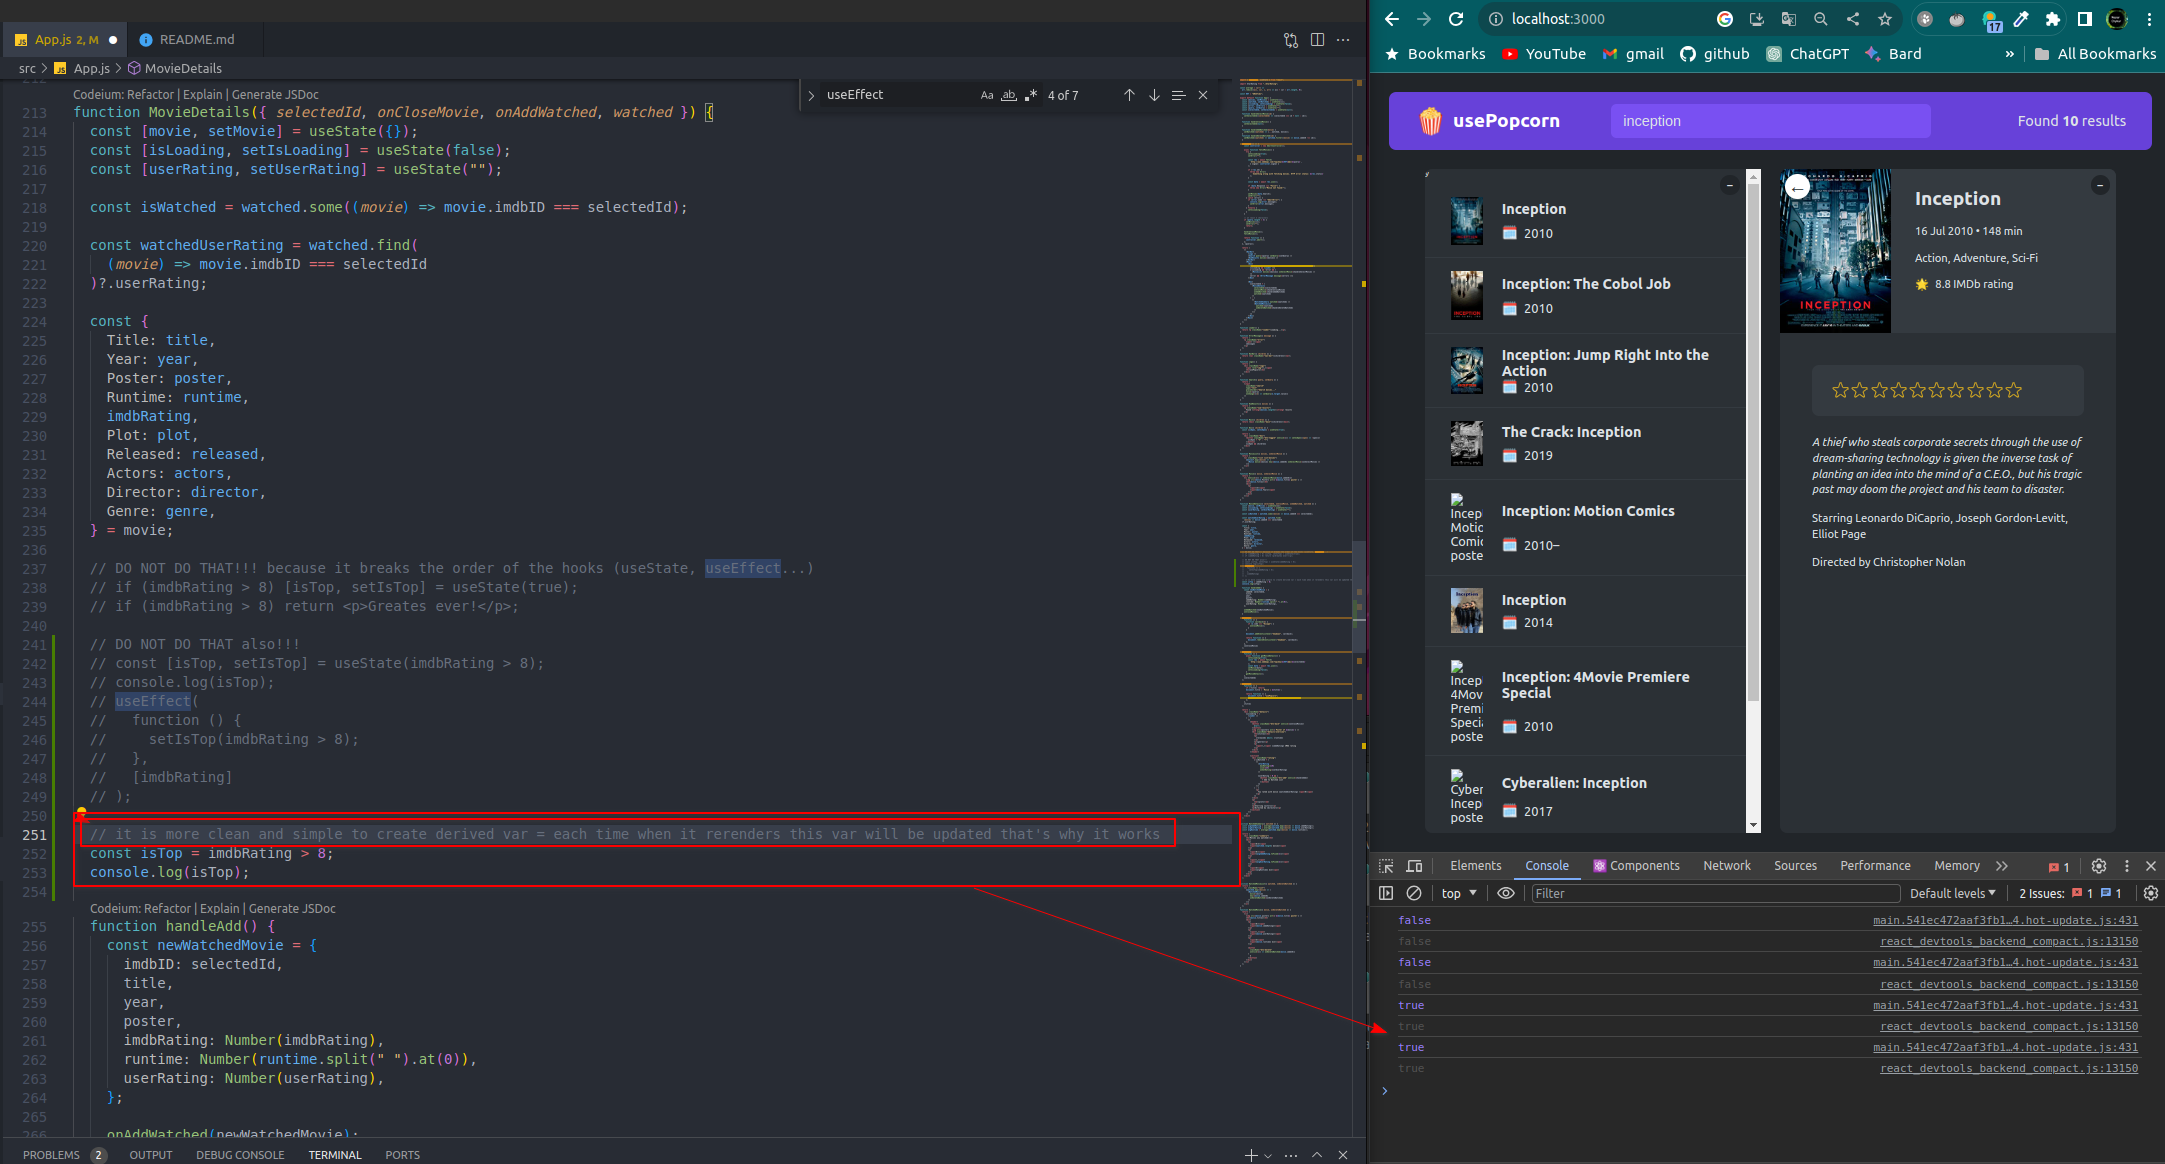 App.js 2, M
README.md
src > App.js > MovieDetails
useEffect
Aa ab 4 of 7
Codeium: Refactor | Explain | Generate JSDoc
213 function MovieDetails({ selectedId, onCloseMovie, onAddWatched, watched }) {
214 const [movie, setMovie] = useState({});
215 const [isLoading, setIsLoading] = useState(false);
216 const [userRating, setUserRating] = useState("");
217
218 const isWatched = watched.some((movie) => movie.imdbID === selectedId);
219
220 const watchedUserRating = watched.find(
221 (movie) => movie.imdbID === selectedId
222 )?.userRating;
223
224 const {
225 Title: title,
226 Year: year,
227 Poster: poster,
228 Runtime: runtime,
229 imdbRating,
230 Plot: plot,
231 Released: released,
232 Actors: actors,
233 Director: director,
234 Genre: genre,
235 } = movie;
236
237 // DO NOT DO THAT!!! because it breaks the order of the hooks (useState, useEffect...)
238 // if (imdbRating > 8) [isTop, setIsTop] = useState(true);
239 // if (imdbRating > 8) return <p>Greates ever!</p>;
240
241 // DO NOT DO THAT also!!!
242 // const [isTop, setIsTop] = useState(imdbRating > 8);
243 // console.log(isTop);
244 // useEffect(
245 // function () {
246 // setIsTop(imdbRating > 8);
247 // },
248 // [imdbRating]
249 // );
250
251 // it is more clean and simple to create derived var = each time when it rerenders this var will be updated that's why it works
252 const isTop = imdbRating > 8;
253 console.log(isTop);
254
Codeium: Refactor | Explain | Generate JSDoc
255 function handleAdd() {
256 const newWatchedMovie = {
257 imdbID: selectedId,
258 title,
259 year,
260 poster,
261 imdbRating: Number(imdbRating),
262 runtime: Number(runtime.split(" ").at(0)),
263 userRating: Number(userRating),
264 };
265
266 onAddWatched(newWatchedMovie);
PROBLEMS 2 OUTPUT DEBUG CONSOLE TERMINAL PORTS
localhost:3000
17
Bookmarks YouTube gmail github ChatGPT Bard » All Bookmarks
usePopcorn
inception
Found 10 results
Inception
2010
Inception: The Cobol Job
2010
Inception: Jump Right Into the
Action
2010
The Crack: Inception
2019
Incep
Motio
Comic
poste
Inception: Motion Comics
2010–
Inception
2014
Incep
4Mov
Premi
Specia
poste
Inception: 4Movie Premiere
Special
2010
Cyber
Incep
poste
Cyberalien: Inception
2017
INCEPTION
Inception
16 Jul 2010 • 148 min
Action, Adventure, Sci-Fi
8.8 IMDb rating
A thief who steals corporate secrets through the use of
dream-sharing technology is given the inverse task of
planting an idea into the mind of a C.E.O., but his tragic
past may doom the project and his team to disaster.
Starring Leonardo DiCaprio, Joseph Gordon-Levitt,
Elliot Page
Directed by Christopher Nolan
Elements Console Components Network Sources Performance Memory 1
top Filter Default levels 2 Issues: 1 1
false main.541ec472aaf3fb1…4.hot-update.js:431
false react_devtools_backend_compact.js:13150
false main.541ec472aaf3fb1…4.hot-update.js:431
false react_devtools_backend_compact.js:13150
true main.541ec472aaf3fb1…4.hot-update.js:431
true react_devtools_backend_compact.js:13150
true main.541ec472aaf3fb1…4.hot-update.js:431
true react_devtools_backend_compact.js:13150